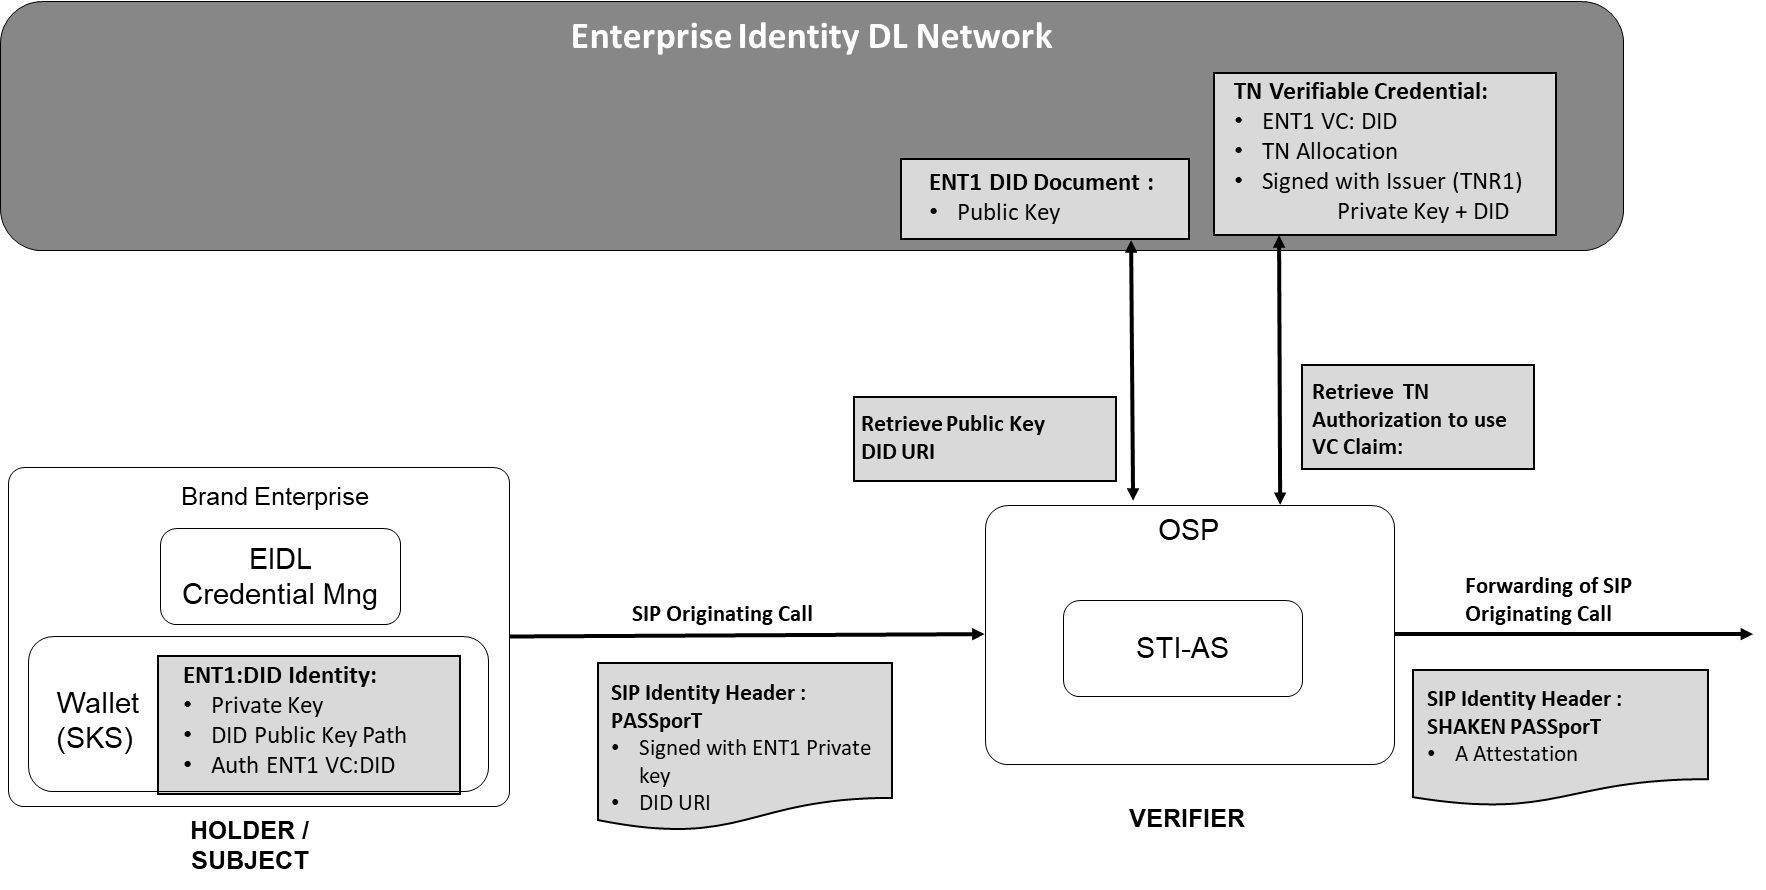 Enterprise Identity DL Network
TN Verifiable Credential:
• ENT1 VC: DID
• TN Allocation
• Signed with Issuer (TNR1)
Private Key + DID
ENT1 DID Document :
• Public Key
Retrieve Public Key
DID URI
Retrieve TN
Authorization to use
VC Claim:
Brand Enterprise
EIDL
Credential Mng
Wallet
(SKS)
ENT1:DID Identity:
• Private Key
• DID Public Key Path
• Auth ENT1 VC:DID
HOLDER /
SUBJECT
SIP Originating Call
SIP Identity Header :
PASSporT
• Signed with ENT1 Private
key
• DID URI
OSP
STI-AS
VERIFIER
Forwarding of SIP
Originating Call
SIP Identity Header :
SHAKEN PASSporT
• A Attestation